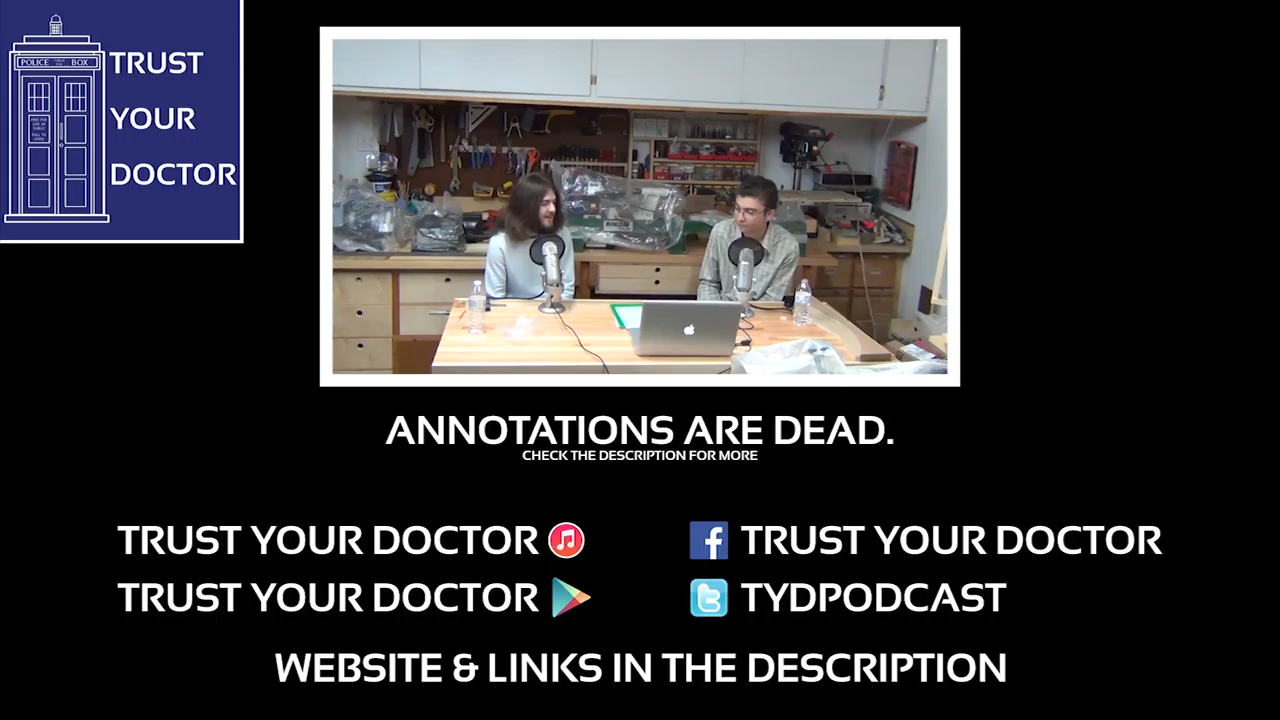 POLICE BOX
TRUST
YOUR
DOCTOR
RIKON
ANNOTATIONS ARE DEAD.
CHECK THE DESCRIPTION FOR MORE
TRUST YOUR DOCTOR
TRUST YOUR DOCTOR
TRUST YOUR DOCTOR
TYDPODCAST
WEBSITE & LINKS IN THE DESCRIPTION